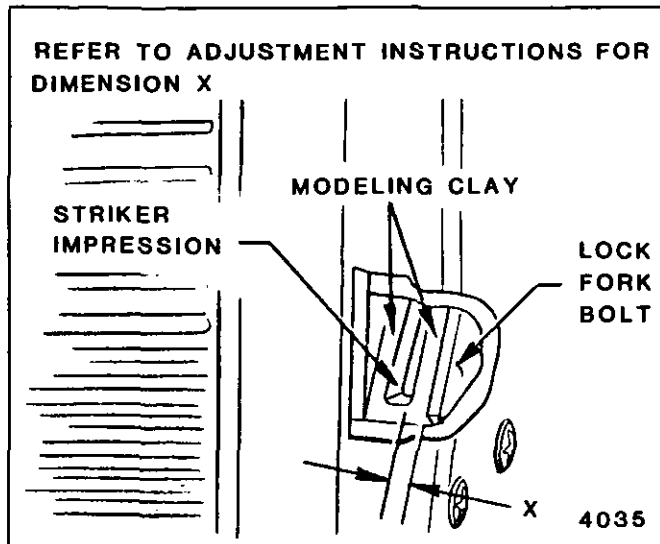 REFER TO ADJUSTMENT INSTRUCTIONS FOR
DIMENSION X
MODELING CLAY
STRIKER
IMPRESSION
LOCK
FORK
BOLT
X
4035